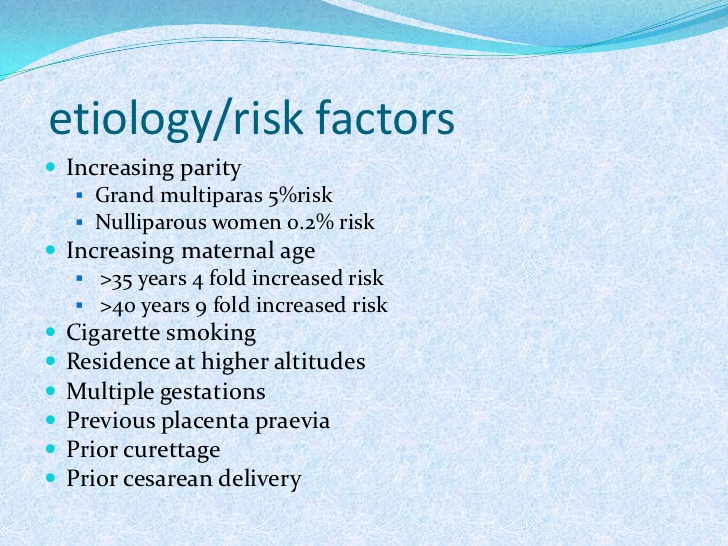 etiology/risk factors
Increasing parity
Grand multiparas 5%risk
Nulliparous women 0.2% risk
Increasing maternal age
>35 years 4 fold increased risk
>40 years 9 fold increased risk
Cigarette smoking
Residence at higher altitudes
Multiple gestations
Previous placenta praevia
Prior curettage
Prior cesarean delivery